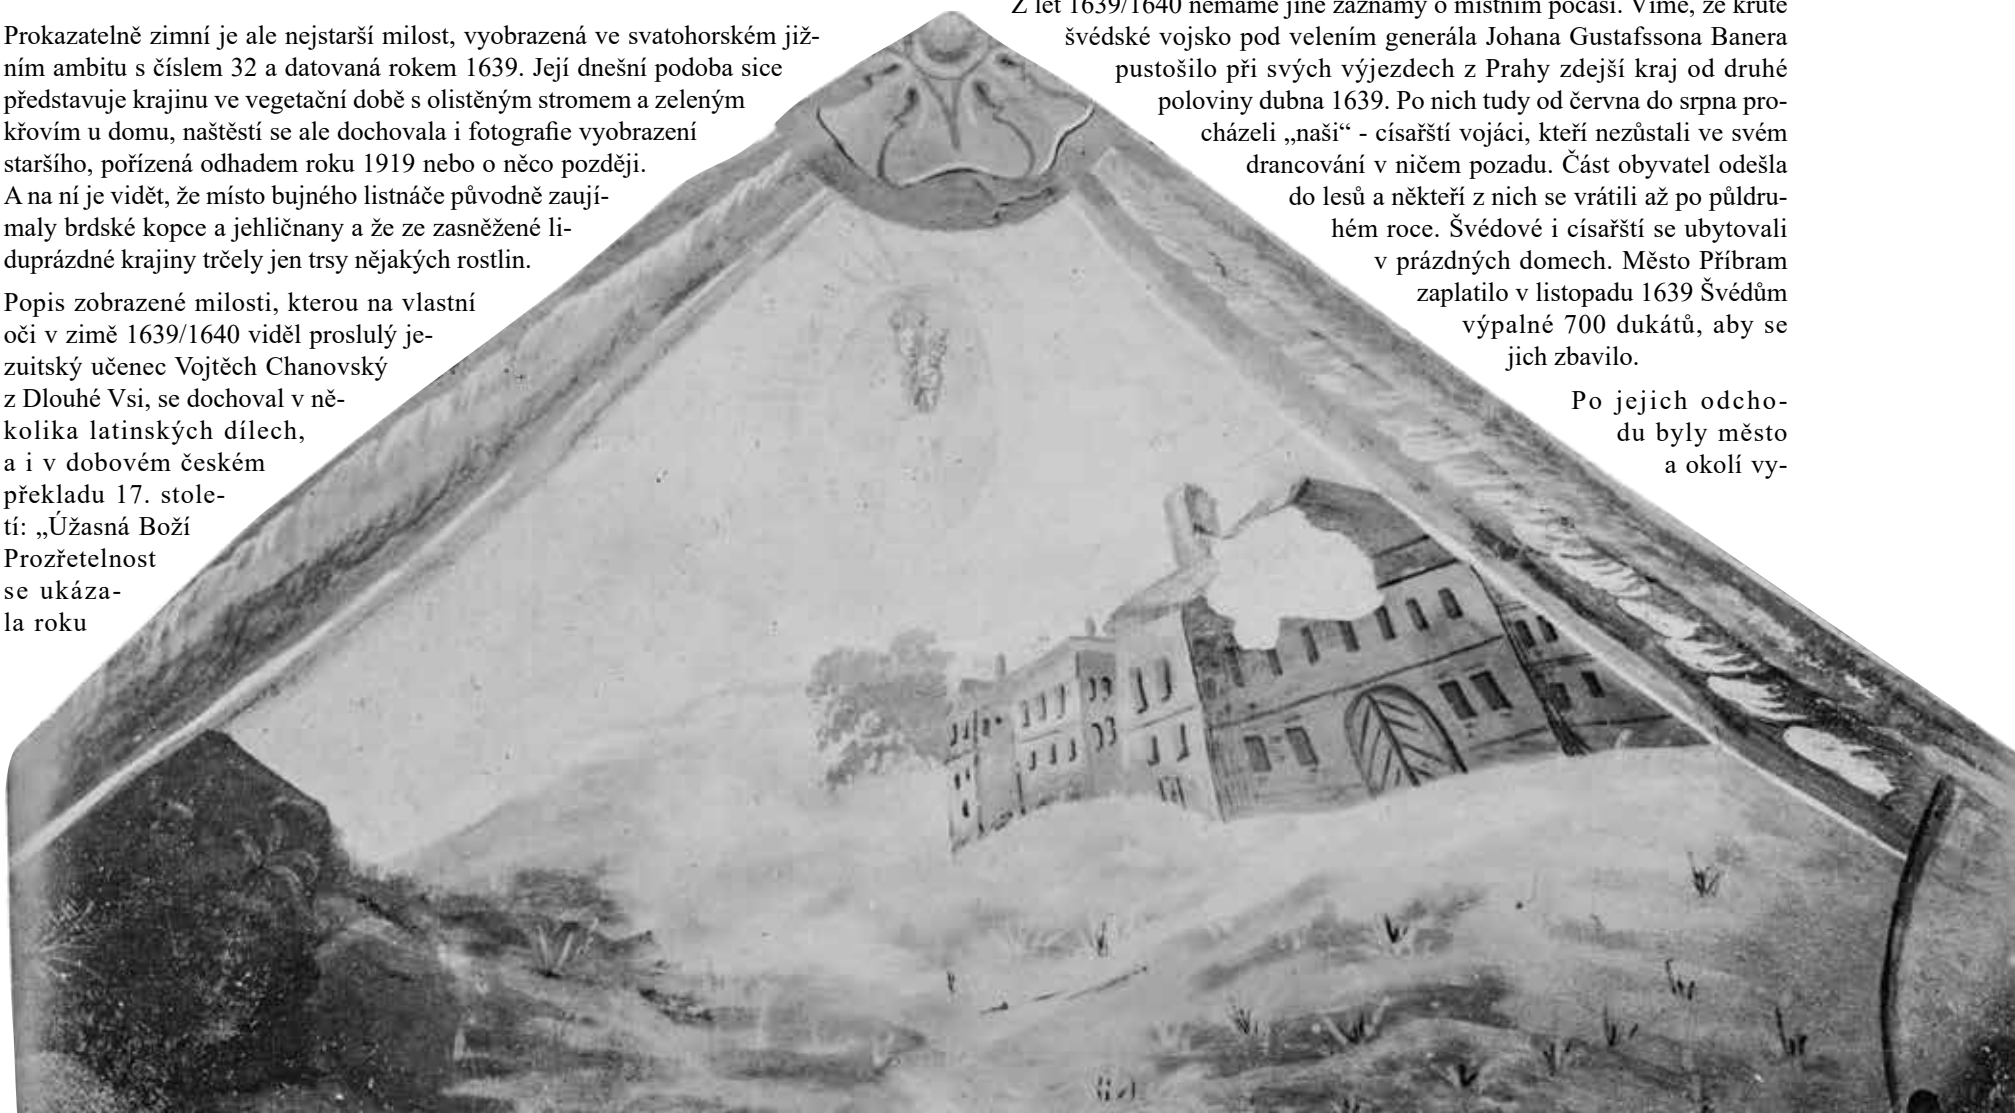 Prokazatelně zimní je ale nejstarší milost, vyobrazená ve svatohorském již-
ním ambitu s číslem 32 a datovaná rokem 1639. Její dnešní podoba sice
představuje krajinu ve vegetační době s olistěným stromem a zeleným
křovím u domu, naštěstí se ale dochovala i fotografie vyobrazení
staršího, pořízená odhadem roku 1919 nebo o něco později.
A na ní je vidět, že místo bujného listnáče původně zaují-
maly brdské kopce a jehličnany a že ze zasněžené li-
duprázdné krajiny trčely jen trsy nějakých rostlin.
Popis zobrazené milosti, kterou na vlastní
oči v zimě 1639/1640 viděl proslulý je-
zuitský učenec Vojtěch Chanovský
z Dlouhé Vsi, se dochoval v ně-
kolika latinských dílech,
a i v dobovém českém
překladu 17. stole-
tí: „Úžasná Boží
Prozřetelnost
se ukáza-
la roku
Z let 1639/1640 nemáme jiné záznamy o místním počasí. Víme, že kruté
švédské vojsko pod velením generála Johana Gustafssona Banera
pustošilo při svých výjezdech z Prahy zdejší kraj od druhé
poloviny dubna 1639. Po nich tudy od června do srpna pro-
cházeli „naši“ - císařští vojáci, kteří nezůstali ve svém
drancování v ničem pozadu. Část obyvatel odešla
do lesů a někteří z nich se vrátili až po půldru-
hém roce. Švédové i císařští se ubytovali
v prázdných domech. Město Příbram
zaplatilo v listopadu 1639 Švédům
výpalné 700 dukátů, aby se
jich zbavilo.
Po jejich odcho-
du byly město
a okolí vy-